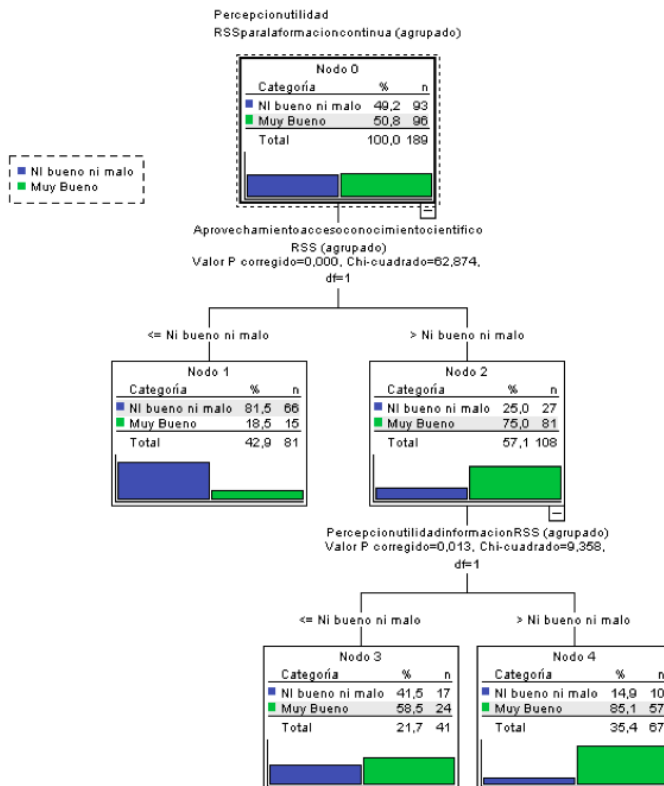 Percepcionutilidad
RSSparalaformacioncontinua (agrupado)
Nodo 0
Categoría % n
NI bueno ni malo 49,2 93
Muy Bueno 50,8 96
Total 100,0 189
NI bueno ni malo
Muy Bueno
Aprovechamientoaccesoconocimientocientifico
RSS (agrupado)
Valor P corregido=0,000, Chi-cuadrado=62,874,
df=1
<= Ni bueno ni malo
> Ni bueno ni malo
Nodo 1
Categoría % n
NI bueno ni malo 81,5 66
Muy Bueno 18,5 15
Total 42,9 81
Nodo 2
Categoría % n
NI bueno ni malo 25,0 27
Muy Bueno 75,0 81
Total 57,1 108
PercepcionutilidadinformacionRSS (agrupado)
Valor P corregido=0,013, Chi-cuadrado=9,358,
df=1
<= Ni bueno ni malo
> Ni bueno ni malo
Nodo 3
Categoría % n
NI bueno ni malo 41,5 17
Muy Bueno 58,5 24
Total 21,7 41
Nodo 4
Categoría % n
NI bueno ni malo 14,9 10
Muy Bueno 85,1 57
Total 35,4 67